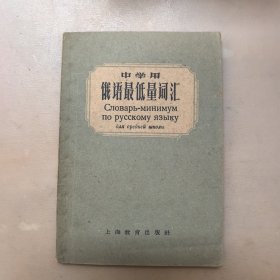 中学用
俄语最低量词汇
Словарь-минимум
по русскому языку
для средней школы
上海教育出版社